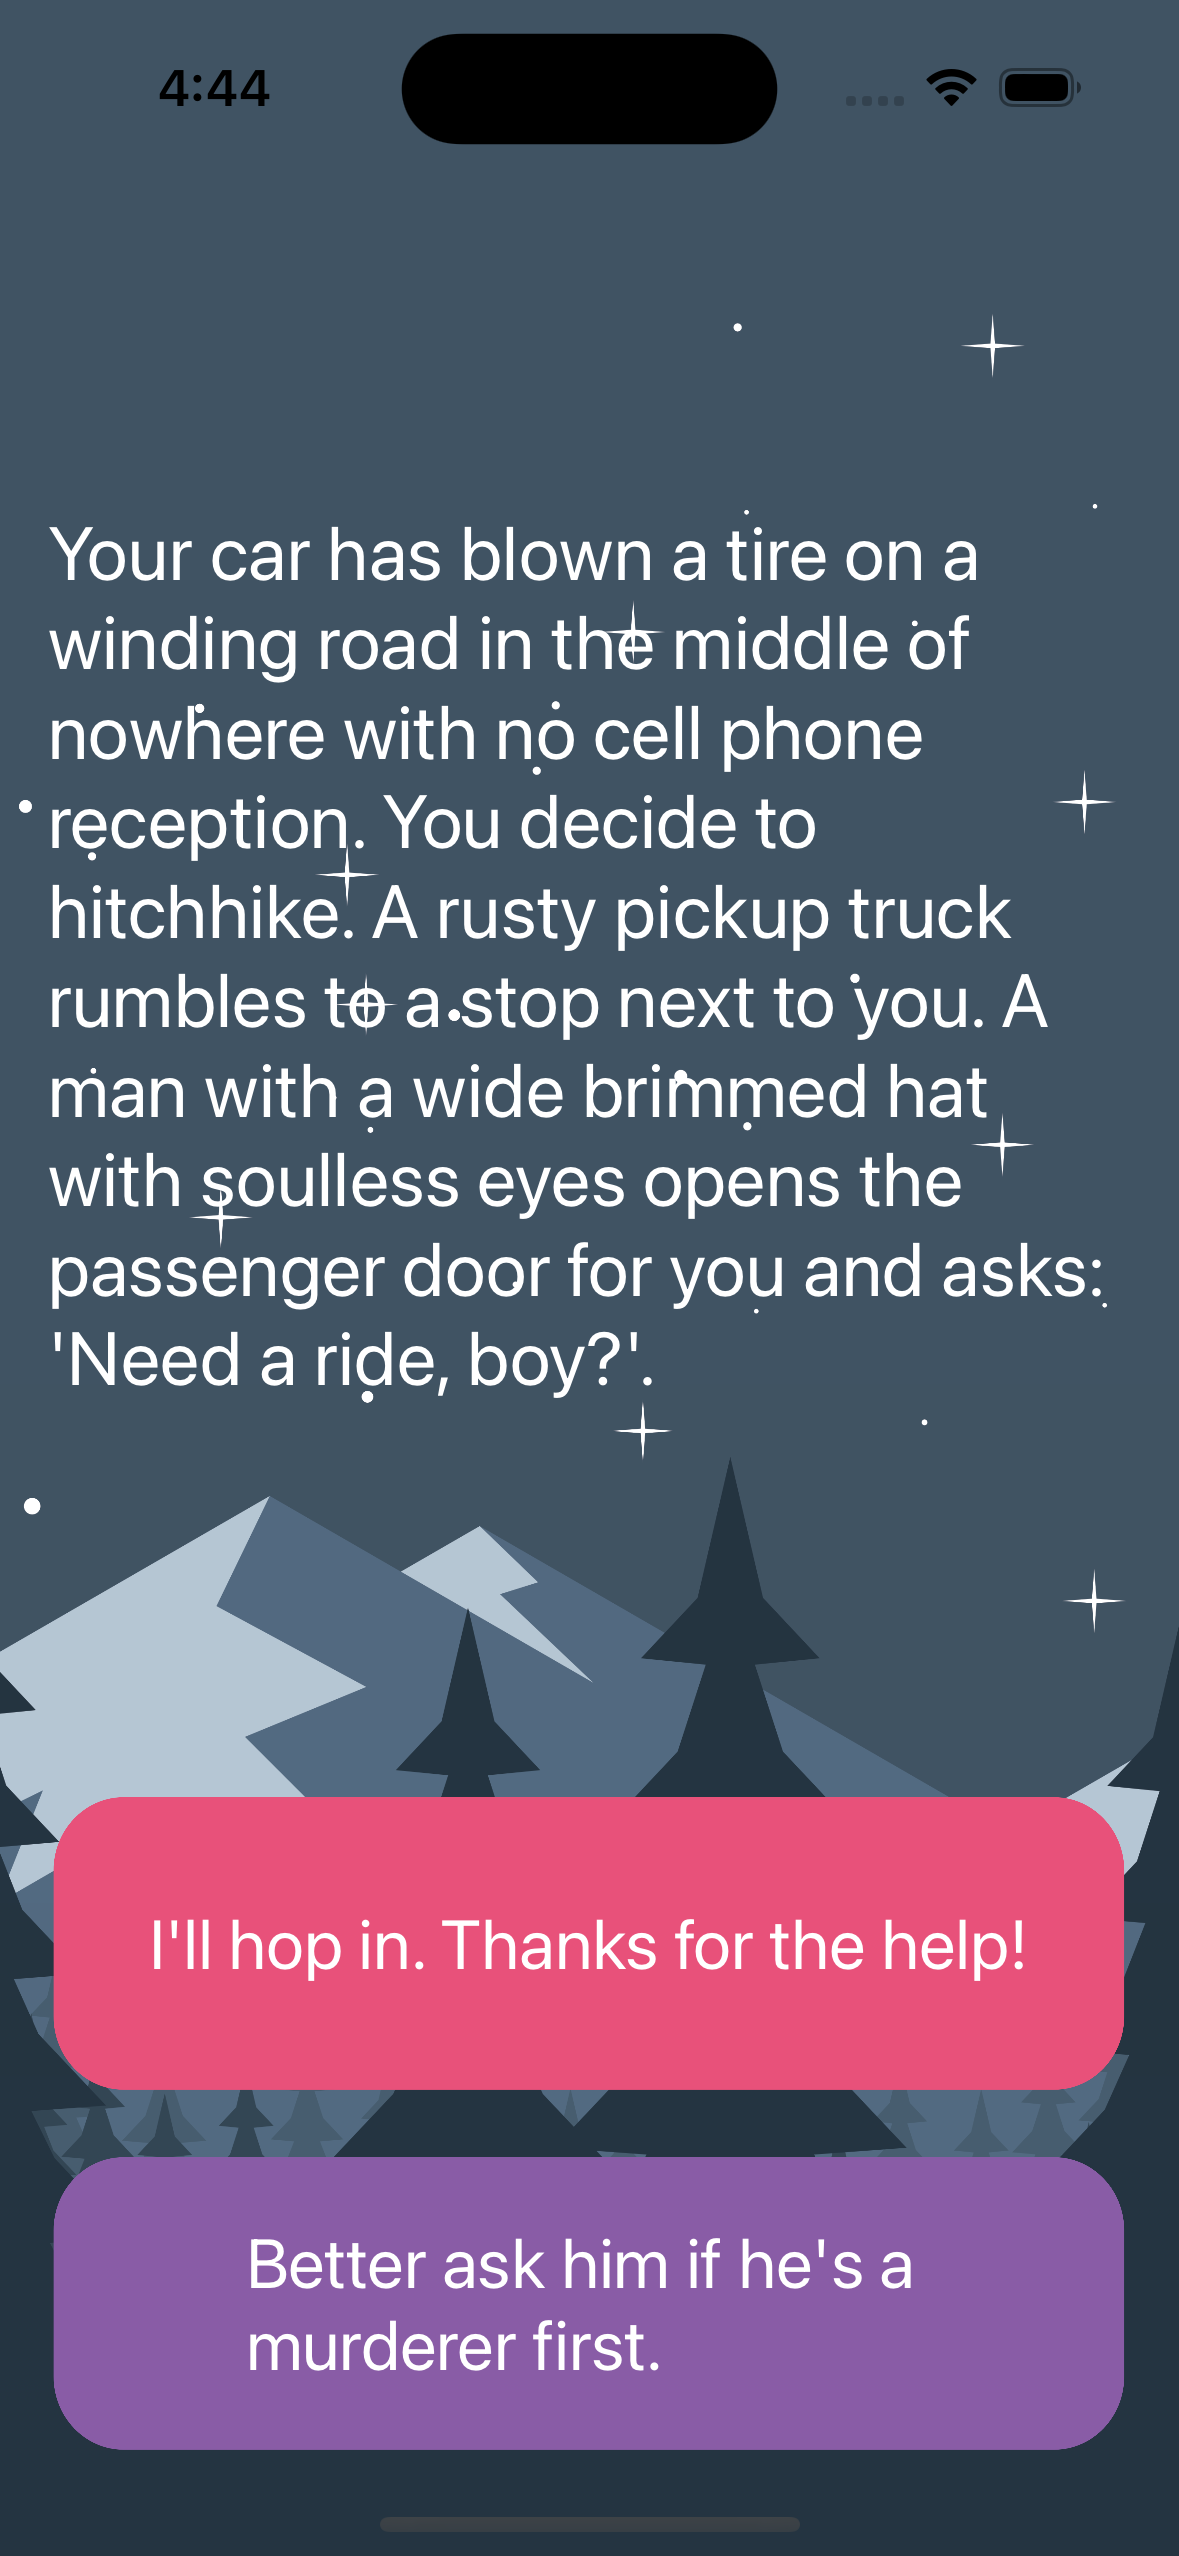 4:44
Your car has blown a tire on a
winding road in the middle of
nowhere with no cell phone
reception. You decide to
hitchhike. A rusty pickup truck
rumbles to a stop next to you. A
man with a wide brimmed hat
with soulless eyes opens the
passenger door for you and asks:
'Need a ride, boy?'.
I'll hop in. Thanks for the help!
Better ask him if he's a
murderer first.